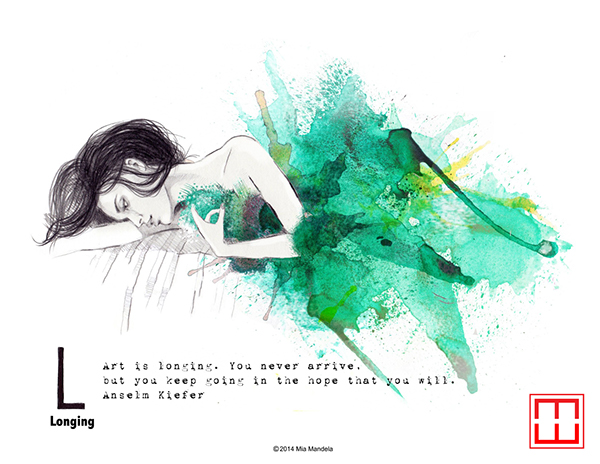 L
Longing
Art is longing. You never arrive.
but you keep going in the hope that you will.
Anselm Kiefer
©2014 Mia Mandela